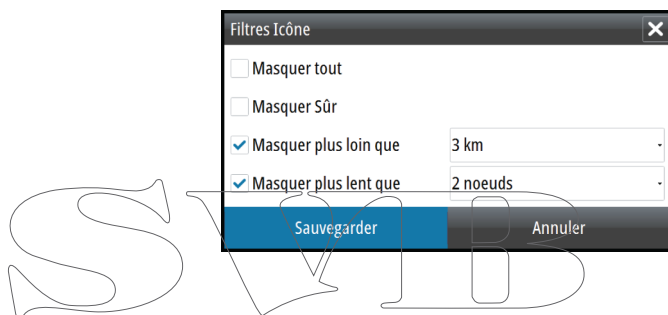 Filtres Icône
Masquer tout
Masquer Sûr
Masquer plus loin que 3 km
Masquer plus lent que 2 noeuds
Sauvegarder Annuler
SVB